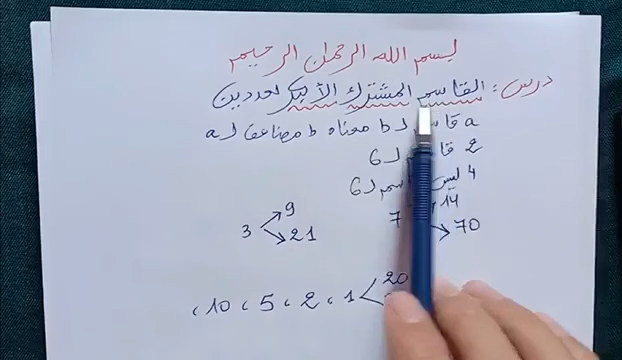 بسم الله الرحمان الرحيم
درس: القاسم المشترك الأكبر لعددين
a قاسم لـ b معناه b مضاعف لـ a
2 قاسم لـ 6
4 ليس قاسم لـ 6
7 14 70
3 9 21
20 1 ، 2 ، 5 ، 10 ،